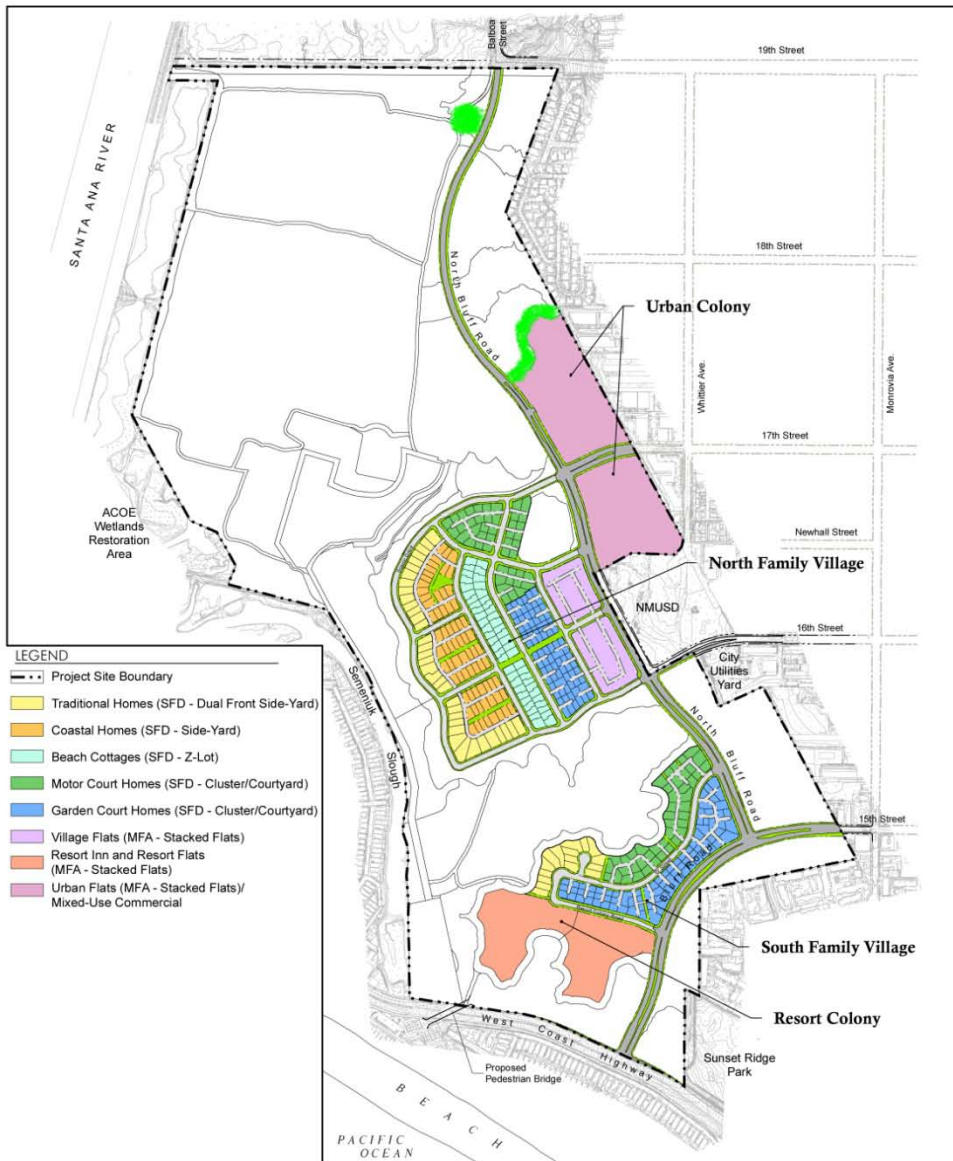 Balboa
Street
19th Street
SANTA ANA RIVER
18th Street
North Bluff Road
Urban Colony
Whittier Ave.
Monrovia Ave.
17th Street
ACOE
Wetlands
Restoration
Area
Newhall Street
North Family Village
NMUSD
16th Street
City
Utilities
Yard
LEGEND
Project Site Boundary
Traditional Homes (SFD - Dual Front Side-Yard)
Coastal Homes (SFD - Side-Yard)
Beach Cottages (SFD - Z-Lot)
Motor Court Homes (SFD - Cluster/Courtyard)
Garden Court Homes (SFD - Cluster/Courtyard)
Village Flats (MFA - Stacked Flats)
Resort Inn and Resort Flats
(MFA - Stacked Flats)
Urban Flats (MFA - Stacked Flats)/
Mixed-Use Commercial
Semeniuk
Slough
North Bluff Road
15th Street
Bluff Road
South Family Village
Resort Colony
West Coast Highway
Sunset Ridge
Park
Proposed
Pedestrian Bridge
BEACH
PACIFIC
OCEAN